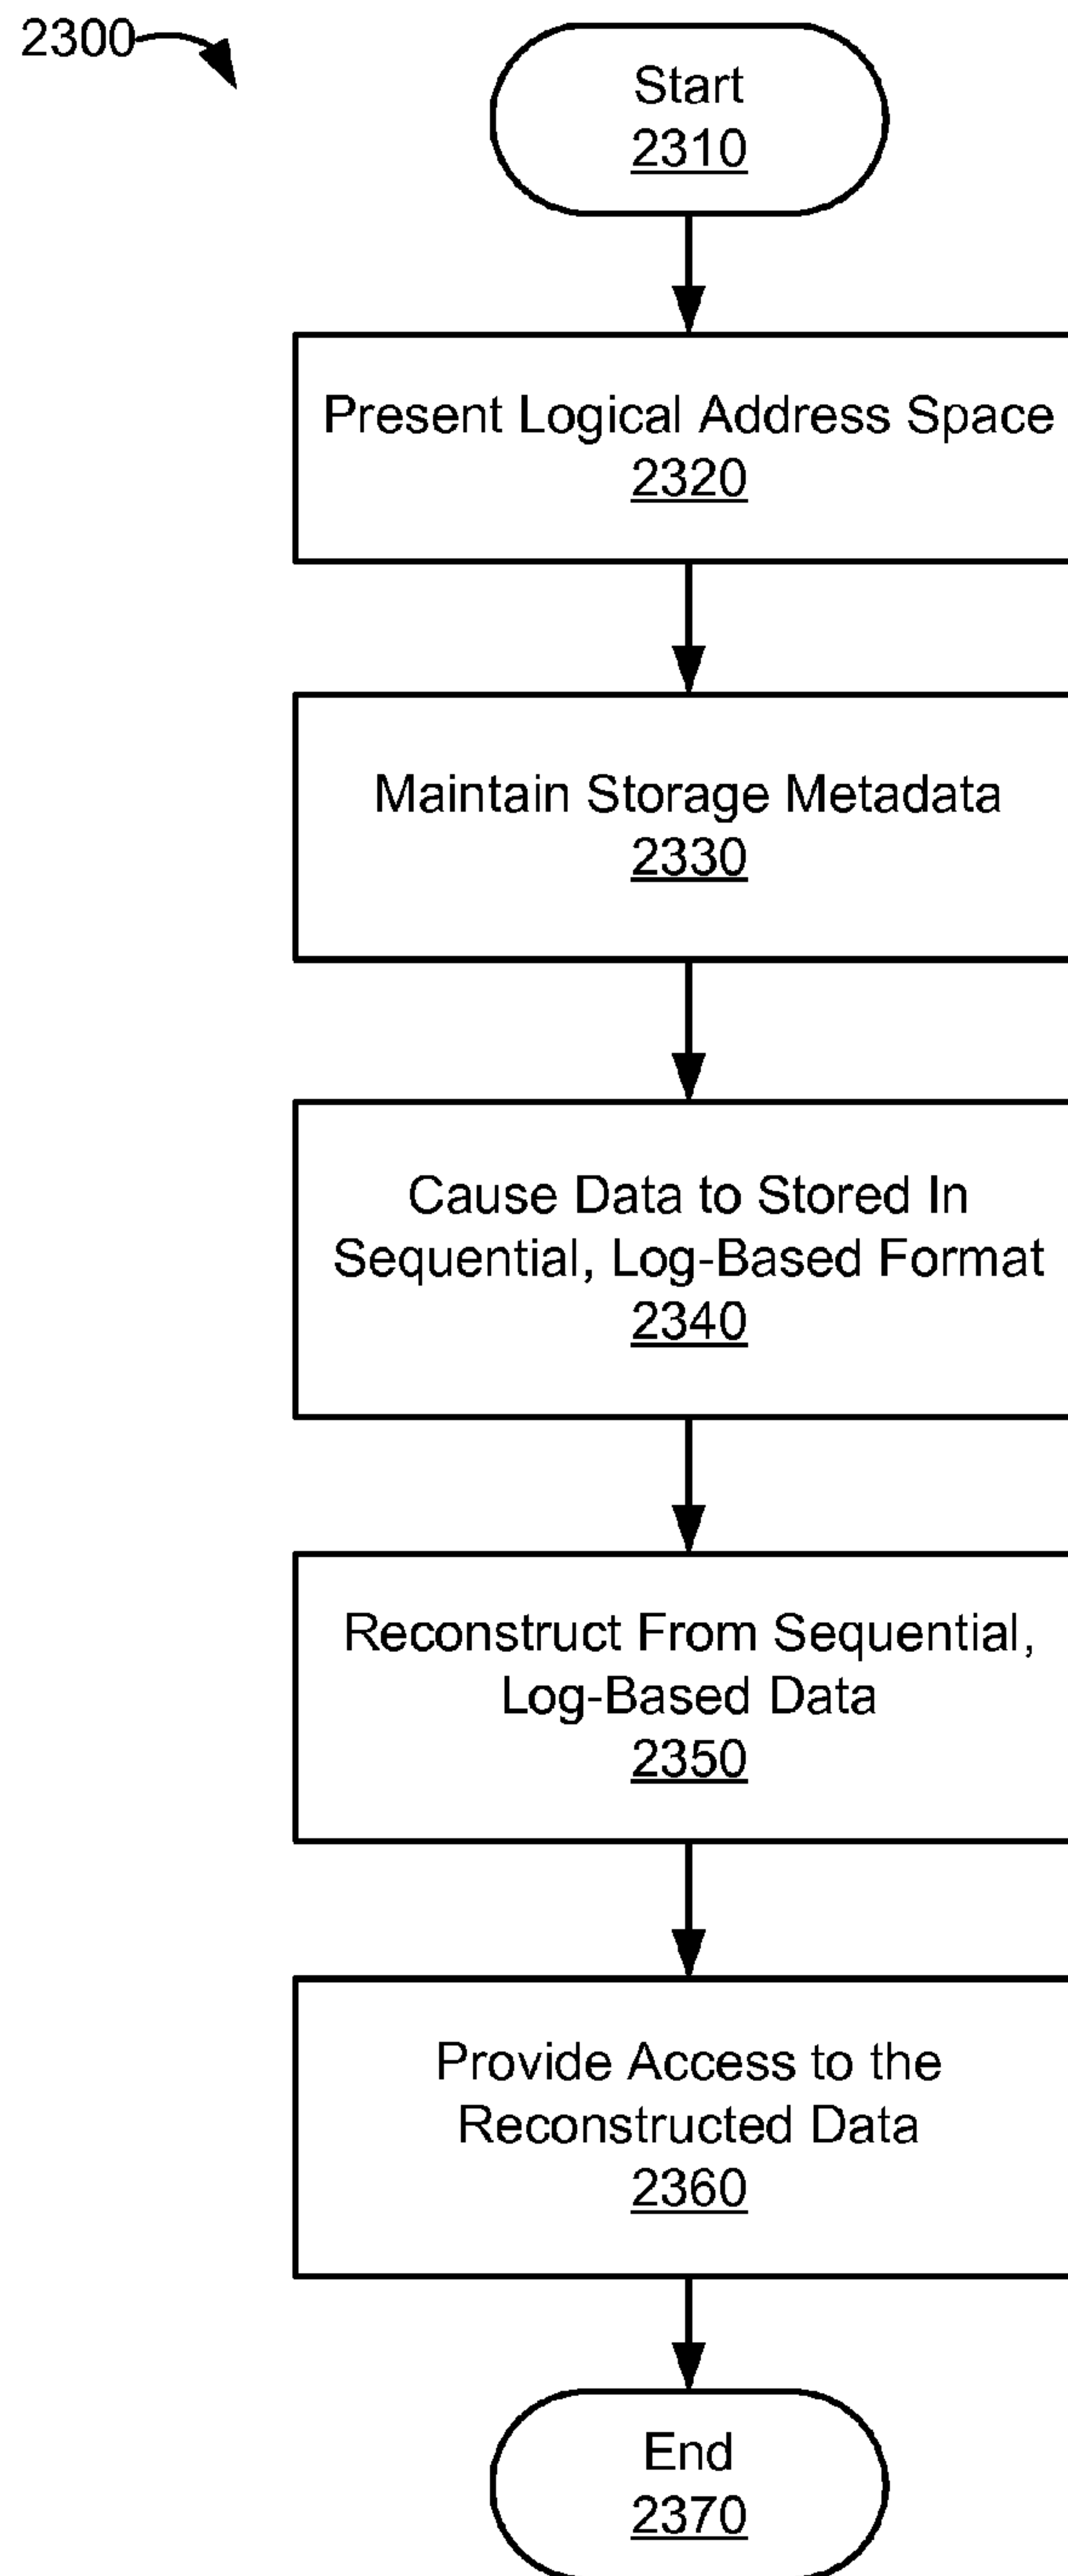 2300
Start
2310
Present Logical Address Space
2320
Maintain Storage Metadata
2330
Cause Data to Stored In
Sequential, Log-Based Format
2340
Reconstruct From Sequential,
Log-Based Data
2350
Provide Access to the
Reconstructed Data
2360
End
2370